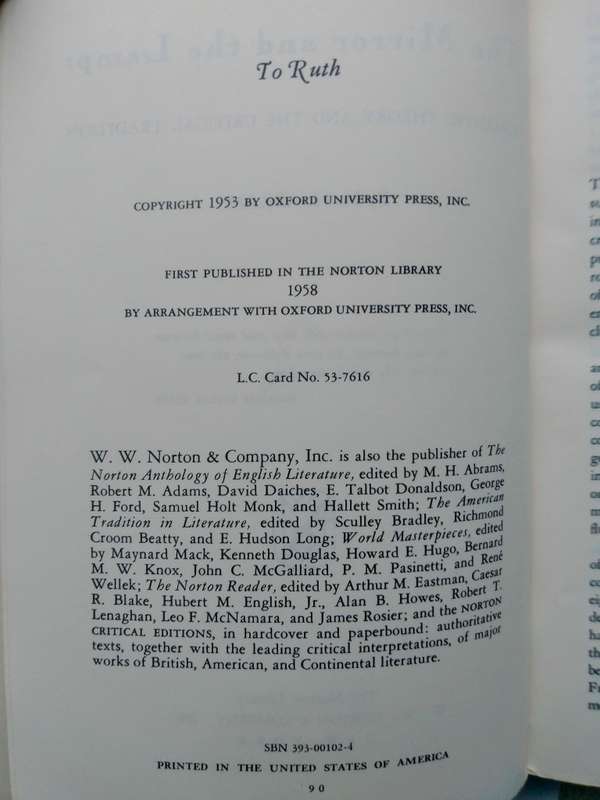 To Ruth
COPYRIGHT 1953 BY OXFORD UNIVERSITY PRESS, INC.
FIRST PUBLISHED IN THE NORTON LIBRARY
1958
BY ARRANGEMENT WITH OXFORD UNIVERSITY PRESS, INC.
L.C. Card No. 53-7616
W. W. Norton & Company, Inc. is also the publisher of The
Norton Anthology of English Literature, edited by M. H. Abrams,
Robert M. Adams, David Daiches, E. Talbot Donaldson, George
H. Ford, Samuel Holt Monk, and Hallett Smith; The American
Tradition in Literature, edited by Sculley Bradley, Richmond
Croom Beatty, and E. Hudson Long; World Masterpieces, edited
by Maynard Mack, Kenneth Douglas, Howard E. Hugo, Bernard
M. W. Knox, John C. McGalliard, P. M. Pasinetti, and René
Wellek; The Norton Reader, edited by Arthur M. Eastman, Caesar
R. Blake, Hubert M. English, Jr., Alan B. Howes, Robert T.
Lenaghan, Leo F. McNamara, and James Rosier; and the NORTON
CRITICAL EDITIONS, in hardcover and paperbound: authoritative
texts, together with the leading critical interpretations, of major
works of British, American, and Continental literature.
SBN 393-00102-4
PRINTED IN THE UNITED STATES OF AMERICA
9 0